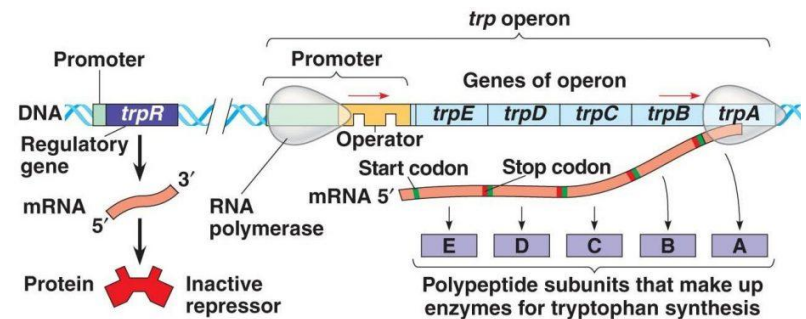 trp operon
Promoter
Promoter
Genes of operon
DNA
trpR
trpE
trpD
trpC
trpB
trpA
Regulatory
gene
Operator
Start codon
Stop codon
mRNA
3′
5′
RNA
polymerase
mRNA 5′
E
D
C
B
A
Protein
Inactive
repressor
Polypeptide subunits that make up
enzymes for tryptophan synthesis